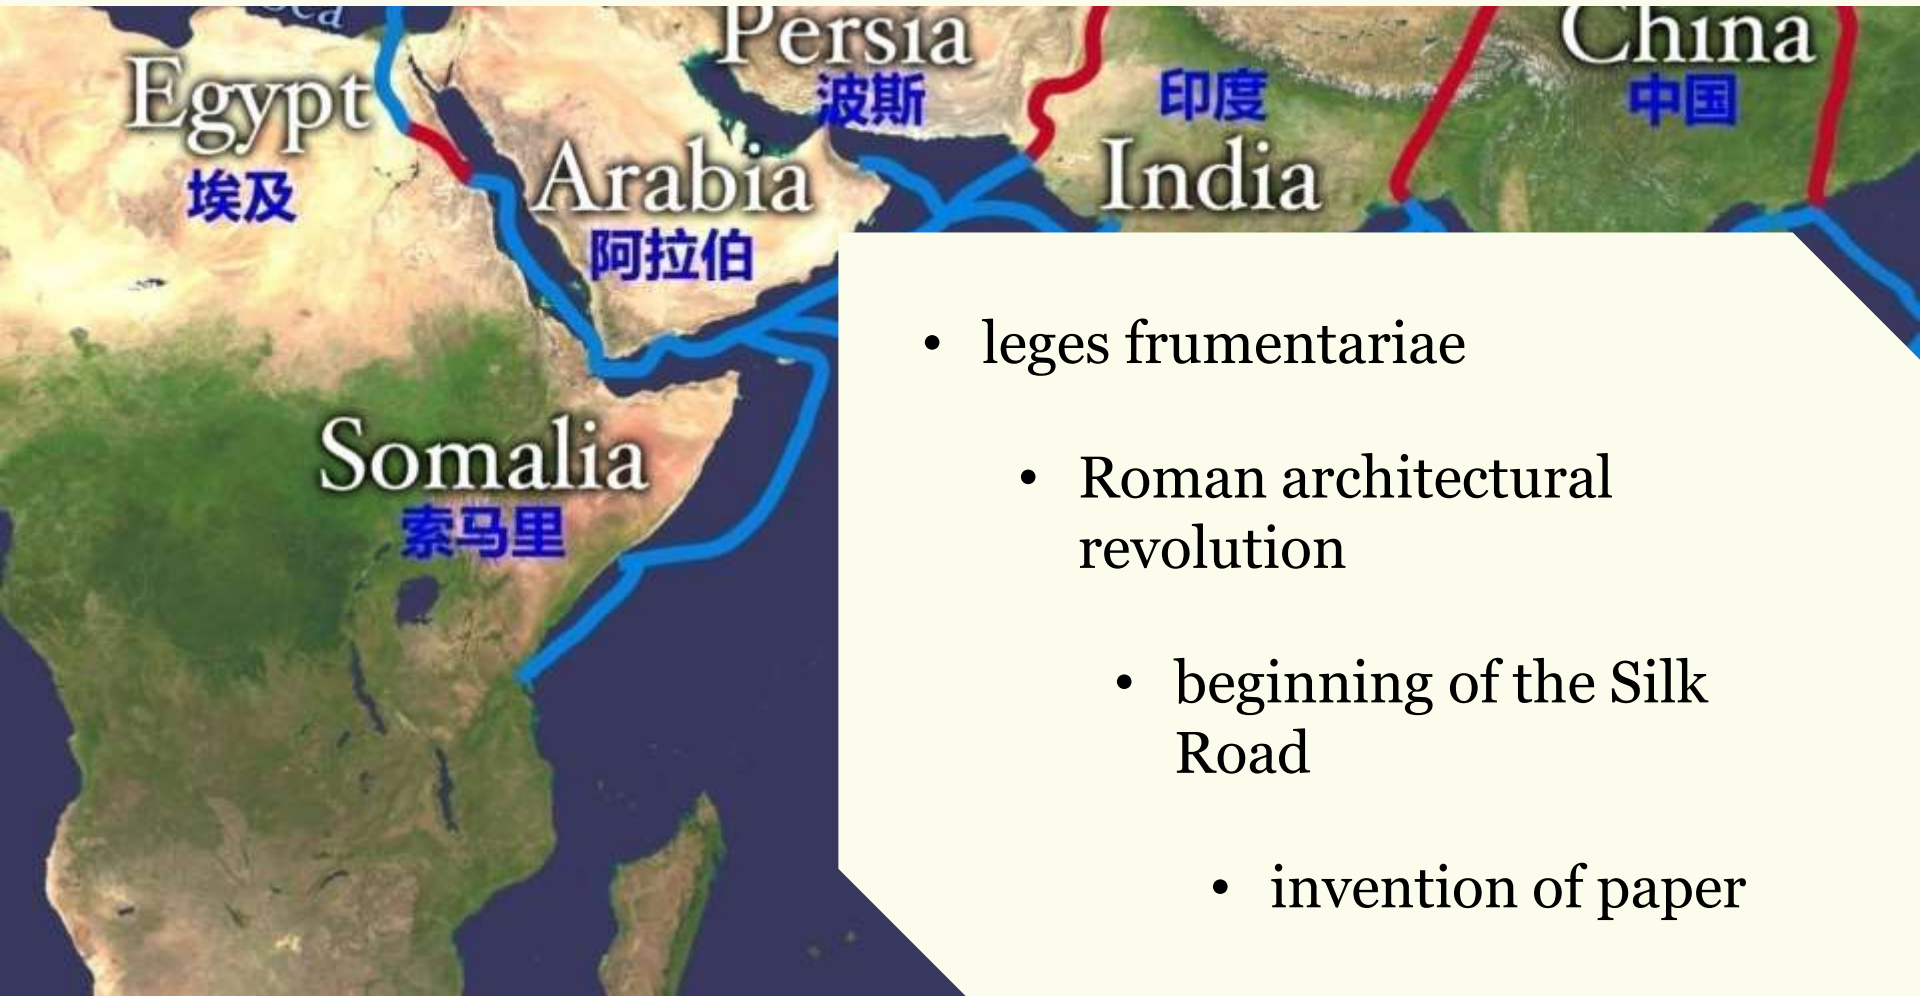 Persia
China
Egypt
波斯
印度
中国
Arabia
India
埃及
阿拉伯
• leges frumentariae
Somalia
索马里
• Roman architectural
revolution
• beginning of the Silk
Road
• invention of paper